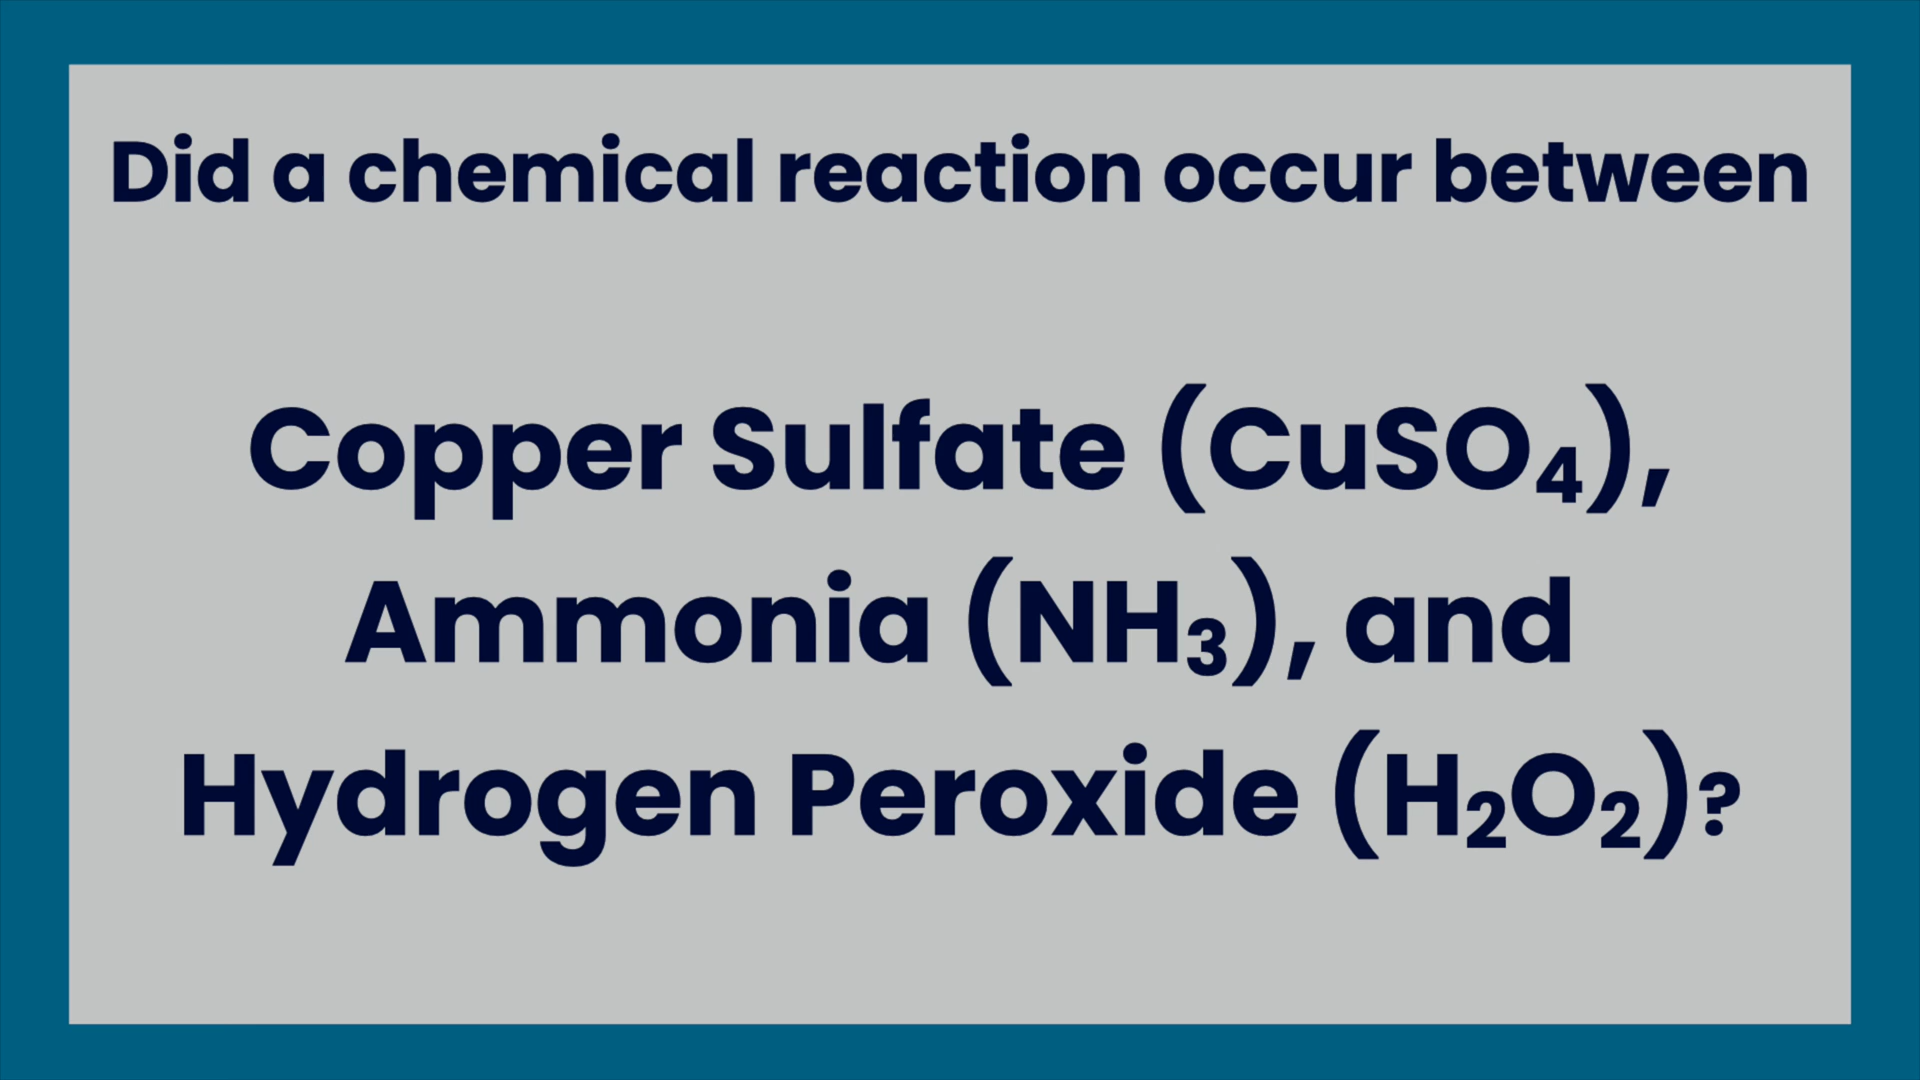 Did a chemical reaction occur between
Copper Sulfate (CuSO₄),
Ammonia (NH₃), and
Hydrogen Peroxide (H₂O₂)?